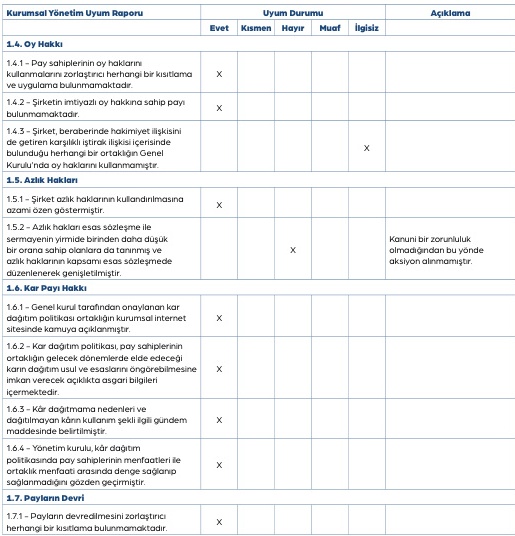 Kurumsal Yönetim Uyum Raporu Uyum Durumu Açıklama
Evet Kısmen Hayır Muaf İlgisiz
1.4. Oy Hakkı
1.4.1 - Pay sahiplerinin oy haklarını
kullanmalarını zorlaştırıcı herhangi bir kısıtlama X
ve uygulama bulunmamaktadır.
1.4.2 - Şirketin imtiyazlı oy hakkına sahip payı X
bulunmamaktadır.
1.4.3 - Şirket, beraberinde hakimiyet ilişkisini
de getiren karşılıklı iştirak ilişkisi içerisinde
bulunduğu herhangi bir ortaklığın Genel X
Kurulu'nda oy haklarını kullanmamıştır.
1.5. Azlık Hakları
1.5.1 - Şirket azlık haklarının kullandırılmasına X
azami özen göstermiştir.
1.5.2 - Azlık hakları esas sözleşme ile
sermayenin yirmide birinden daha düşük Kanuni bir zorunluluk
bir orana sahip olanlara da tanınmış ve X olmadığından bu yönde
azlık haklarının kapsamı esas sözleşmede aksiyon alınmamıştır.
düzenlenerek genişletilmiştir.
1.6. Kar Payı Hakkı
1.6.1 - Genel kurul tarafından onaylanan kar
dağıtım politikası ortaklığın kurumsal internet X
sitesinde kamuya açıklanmıştır.
1.6.2 - Kar dağıtım politikası, pay sahiplerinin
ortaklığın gelecek dönemlerde elde edeceği
karın dağıtım usul ve esaslarını öngörebilmesine X
imkan verecek açıklıkta asgari bilgileri
içermektedir.
1.6.3 - Kâr dağıtmama nedenleri ve
dağıtılmayan kârın kullanım şekli ilgili gündem X
maddesinde belirtilmiştir.
1.6.4 - Yönetim kurulu, kâr dağıtım
politikasında pay sahiplerinin menfaatleri ile X
ortaklık menfaati arasında denge sağlanıp
sağlanmadığını gözden geçirmiştir.
1.7. Payların Devri
1.7.1 - Payların devredilmesini zorlaştırıcı X
herhangi bir kısıtlama bulunmamaktadır.